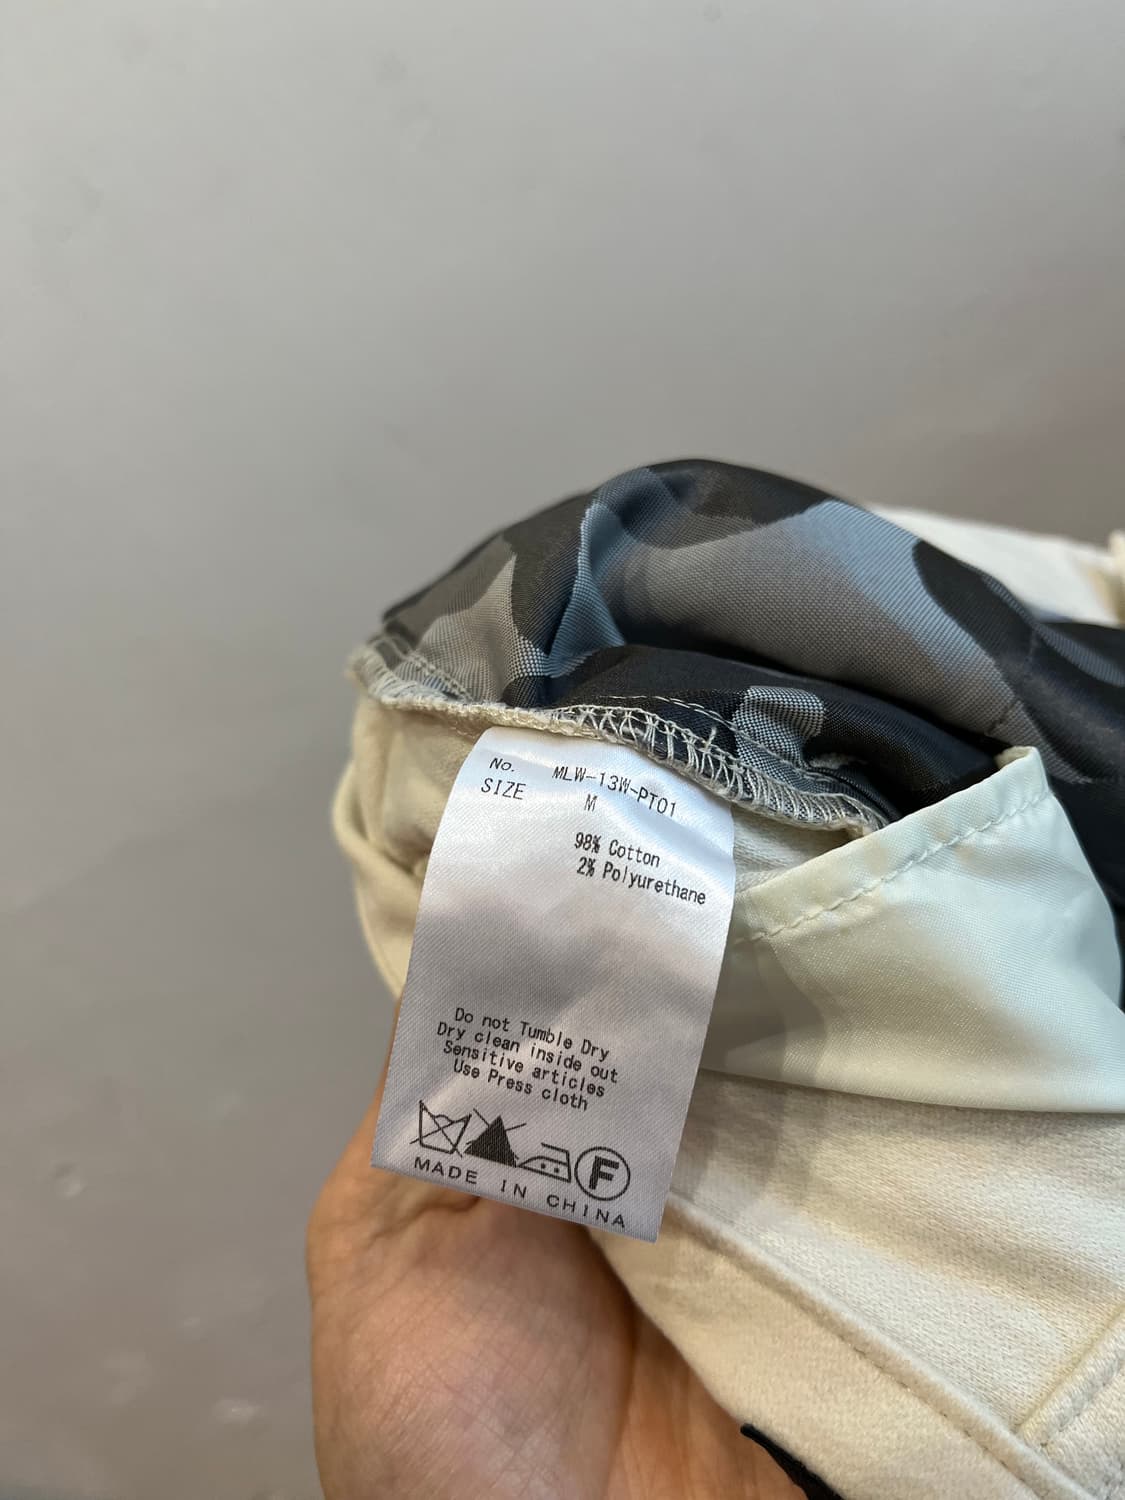 No. MLW-13W-PT01
SIZE M
98% Cotton
2% Polyurethane
Do not Tumble Dry
Dry clean inside out
Sensitive articles
Use Press cloth
F
MADE IN CHINA